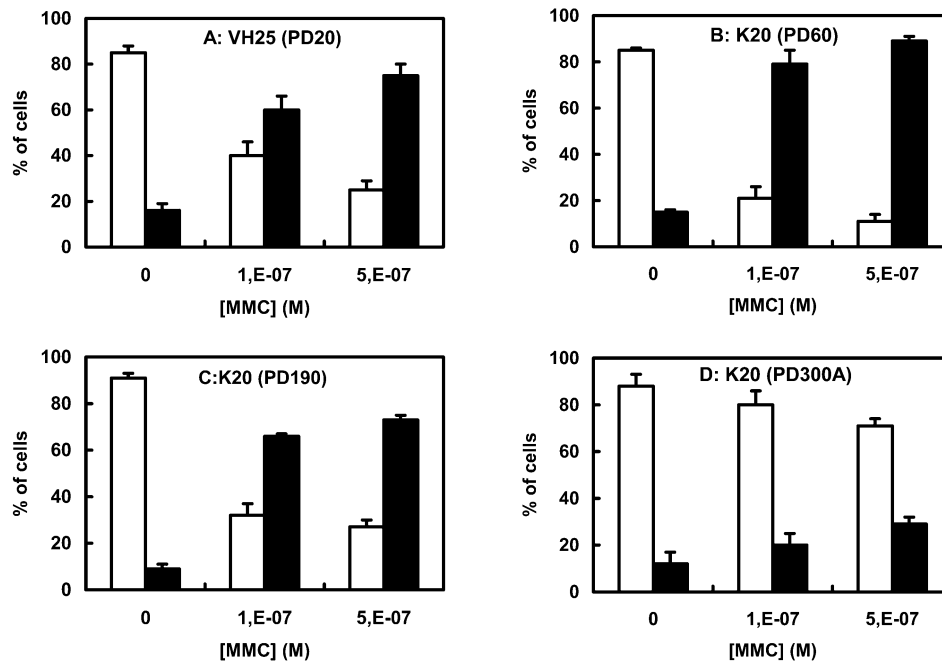 A: VH25 (PD20)
% of cells
100
80
60
40
20
0
0 1,E-07 5,E-07
[MMC] (M)
B: K20 (PD60)
% of cells
100
80
60
40
20
0
0 1,E-07 5,E-07
[MMC] (M)
C:K20 (PD190)
% of cells
100
80
60
40
20
0
0 1,E-07 5,E-07
[MMC] (M)
D: K20 (PD300A)
% of cells
100
80
60
40
20
0
0 1,E-07 5,E-07
[MMC] (M)